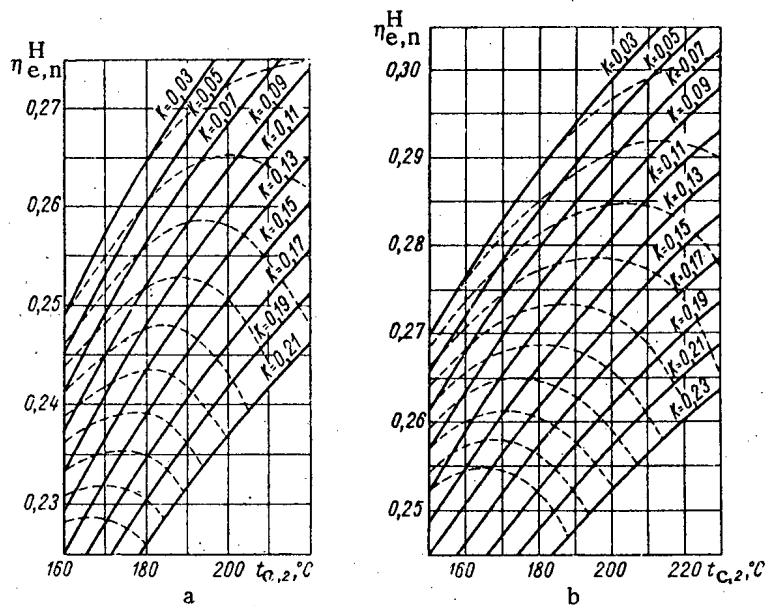 η^H_e,n
0,27
0,26
0,25
0,24
0,23
K=0,03
K=0,05
K=0,07
K=0,09
K=0,11
K=0,13
K=0,15
K=0,17
K=0,19
K=0,21
160
180
200
t_c,2,°C
a
η^H_e,n
0,30
0,29
0,28
0,27
0,26
0,25
K=0,03
K=0,05
K=0,07
K=0,09
K=0,11
K=0,13
K=0,15
K=0,17
K=0,19
K=0,21
K=0,23
150
160
180
200
220
t_c,2,°C
b